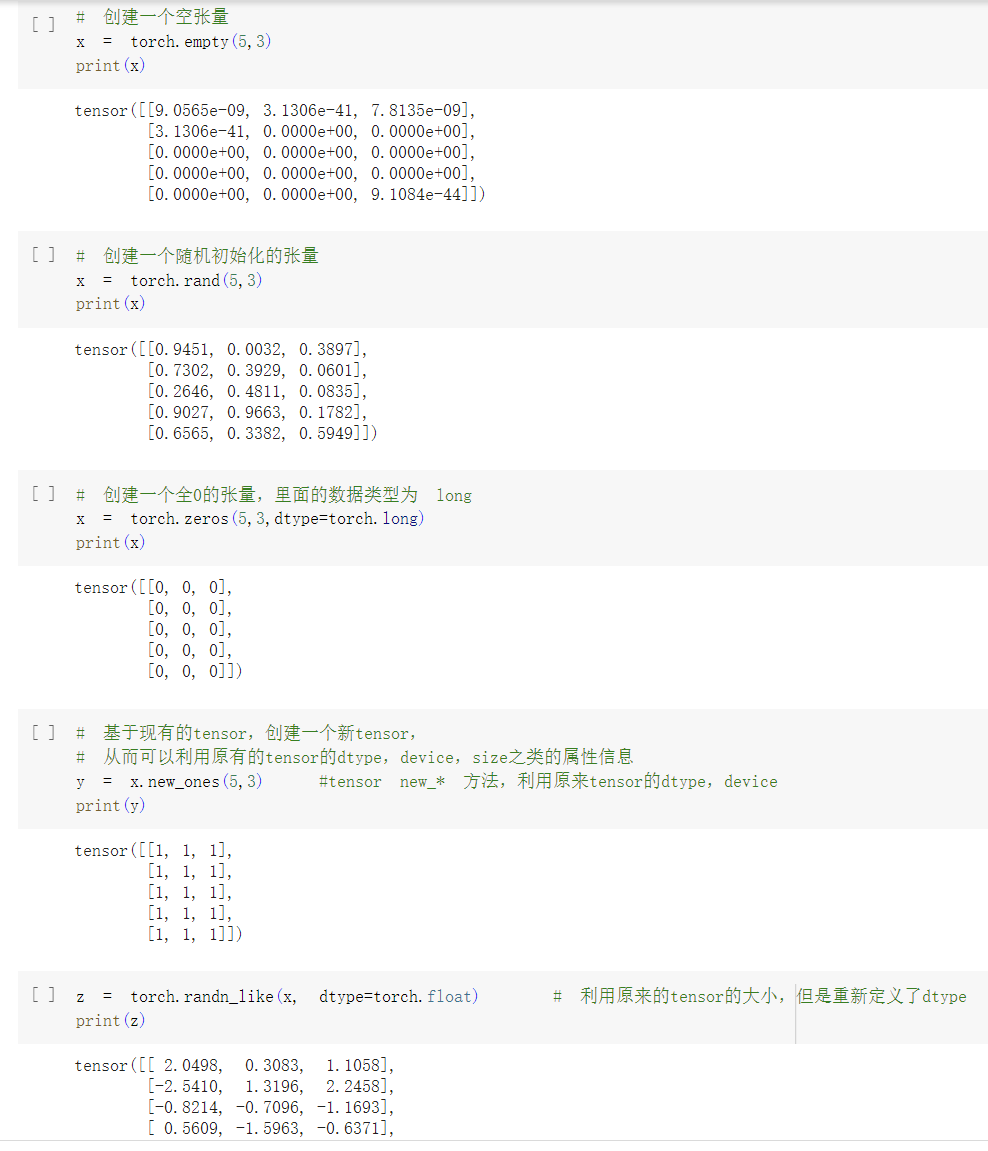 [ ] # 创建一个空张量
x = torch.empty(5,3)
print(x)
tensor([[9.0565e-09, 3.1306e-41, 7.8135e-09],
[3.1306e-41, 0.0000e+00, 0.0000e+00],
[0.0000e+00, 0.0000e+00, 0.0000e+00],
[0.0000e+00, 0.0000e+00, 0.0000e+00],
[0.0000e+00, 0.0000e+00, 9.1084e-44]])
[ ] # 创建一个随机初始化的张量
x = torch.rand(5,3)
print(x)
tensor([[0.9451, 0.0032, 0.3897],
[0.7302, 0.3929, 0.0601],
[0.2646, 0.4811, 0.0835],
[0.9027, 0.9663, 0.1782],
[0.6565, 0.3382, 0.5949]])
[ ] # 创建一个全0的张量，里面的数据类型为 long
x = torch.zeros(5,3,dtype=torch.long)
print(x)
tensor([[0, 0, 0],
[0, 0, 0],
[0, 0, 0],
[0, 0, 0],
[0, 0, 0]])
[ ] # 基于现有的tensor，创建一个新tensor，
# 从而可以利用原有的tensor的dtype，device，size之类的属性信息
y = x.new_ones(5,3) #tensor new_* 方法，利用原来tensor的dtype，device
print(y)
tensor([[1, 1, 1],
[1, 1, 1],
[1, 1, 1],
[1, 1, 1],
[1, 1, 1]])
[ ] z = torch.randn_like(x, dtype=torch.float) # 利用原来的tensor的大小，但是重新定义了dtype
print(z)
tensor([[ 2.0498, 0.3083, 1.1058],
[-2.5410, 1.3196, 2.2458],
[-0.8214, -0.7096, -1.1693],
[ 0.5609, -1.5963, -0.6371],